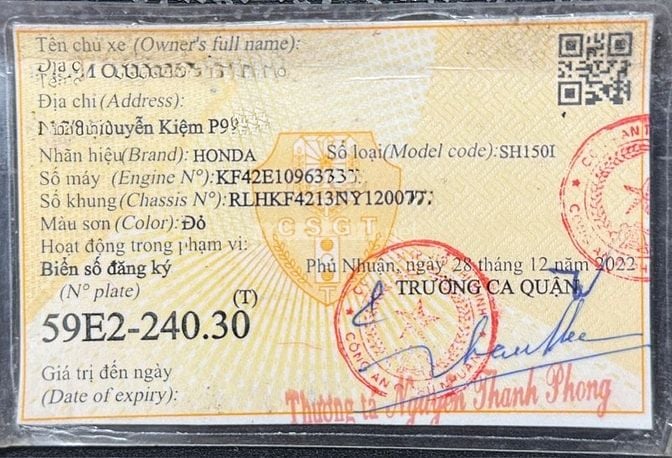 Tên chủ xe (Owner's full name):
Địa chỉ (Address):
Nguyễn Kiệm P9
Nhãn hiệu (Brand): HONDA Số loại (Model code): SH150I
Số máy (Engine N°):
Số khung (Chassis N°):
Màu sơn (Color): Đỏ
Hoạt động trong phạm vi:
Biển số đăng ký Phú Nhuận, ngày 28 tháng 12 năm 2022
(N° plate) TRƯỞNG CA QUẬN
(T)
59E2-240.30
Giá trị đến ngày
(Date of expiry):
Thượng tá Nguyễn Thanh Phong
CSGT